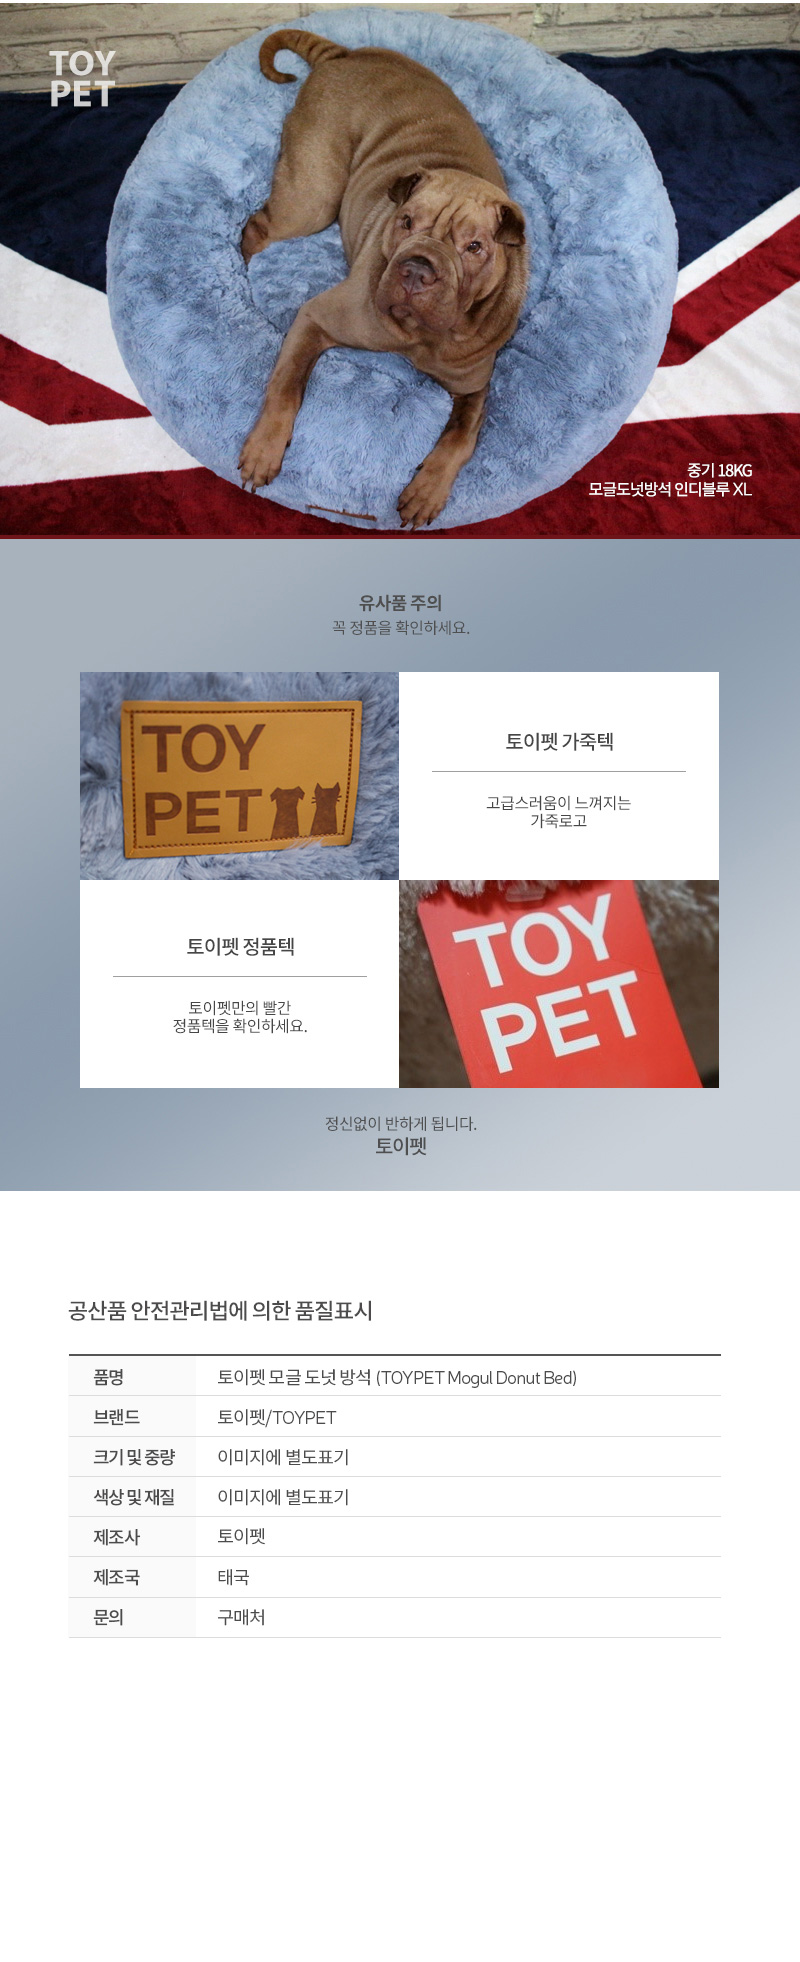 TOY
PET
중기 18KG
모글도넛방석 인디블루 XL
유사품 주의
꼭 정품을 확인하세요.
TOY
PET
토이펫 가죽텍
고급스러움이 느껴지는
가죽로고
토이펫 정품텍
토이펫만의 빨간
정품텍을 확인하세요.
TOY
PET
정신없이 반하게 됩니다.
토이펫
공산품 안전관리법에 의한 품질표시
품명 토이펫 모글 도넛 방석 (TOYPET Mogul Donut Bed)
브랜드 토이펫/TOYPET
크기 및 중량 이미지에 별도표기
색상 및 재질 이미지에 별도표기
제조사 토이펫
제조국 태국
문의 구매처